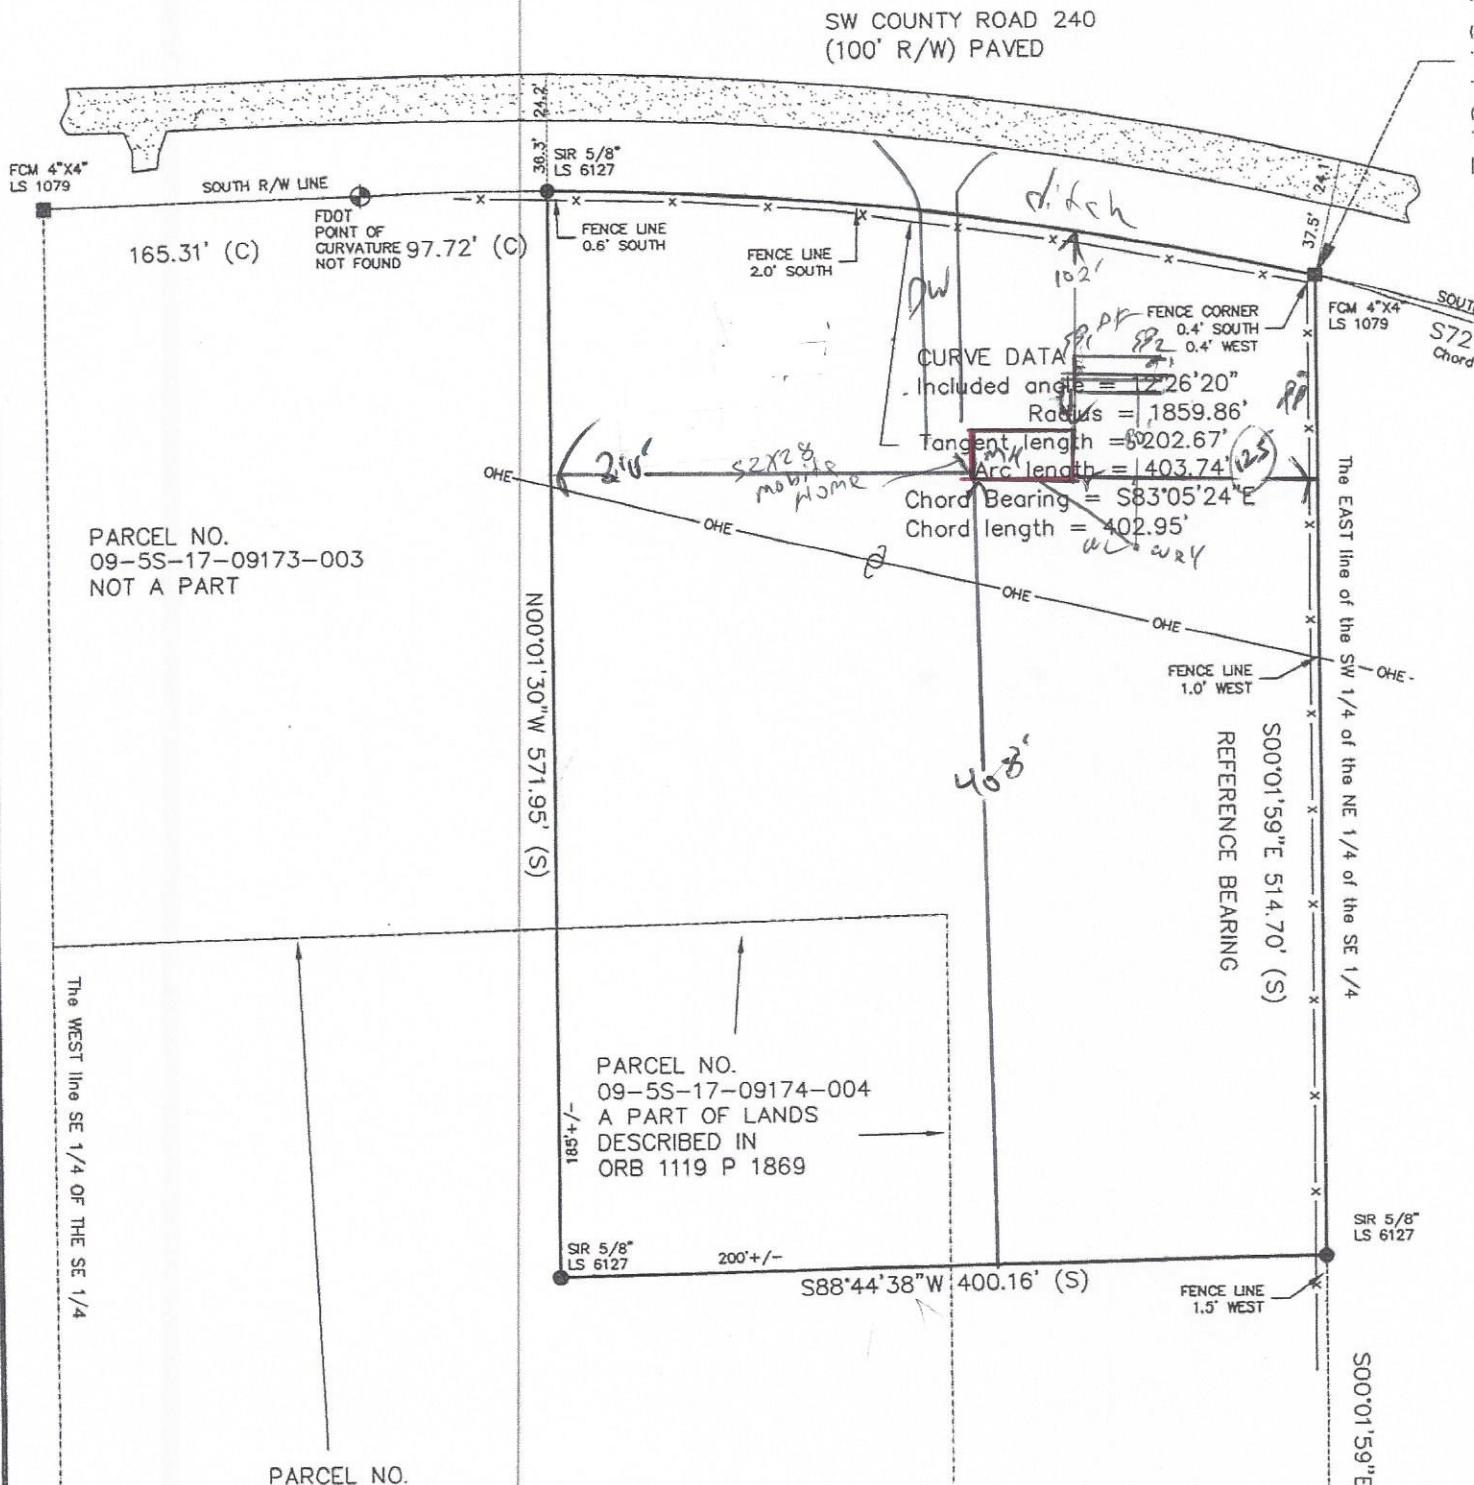 SW COUNTY ROAD 240
(100' R/W) PAVED
24.2'
38.3'
SIR 5/8"
LS 6127
FCM 4"X4"
LS 1079
SOUTH R/W LINE
FDOT
POINT OF
CURVATURE
NOT FOUND
165.31' (C)
97.72' (C)
FENCE LINE
0.6' SOUTH
FENCE LINE
2.0' SOUTH
ditch
24.1'
37.5'
102'
DW
FENCE CORNER
0.4' SOUTH
0.4' WEST
FCM 4"X4"
LS 1079
SOUT
S72
Chord
CURVE DATA
Included angle = 12°26'20"
Radius = 1859.86'
Tangent length = 202.67'
Arc length = 403.74'
Chord Bearing = S83°05'24"E
Chord length = 402.95'
MH
125'
210'
52X28
mobile
Home
OHE
OHE
OHE
OHE
OHE
PARCEL NO.
09-5S-17-09173-003
NOT A PART
N00°01'30"W 571.95' (S)
408'
FENCE LINE
1.0' WEST
S00°01'59"E 514.70' (S)
REFERENCE BEARING
The EAST line of the SW 1/4 of the NE 1/4 of the SE 1/4
The WEST line SE 1/4 OF THE SE 1/4
PARCEL NO.
09-5S-17-09174-004
A PART OF LANDS
DESCRIBED IN
ORB 1119 P 1869
185'+/-
SIR 5/8"
LS 6127
200'+/-
S88°44'38"W 400.16' (S)
SIR 5/8"
LS 6127
FENCE LINE
1.5' WEST
S00°01'59"E
PARCEL NO.